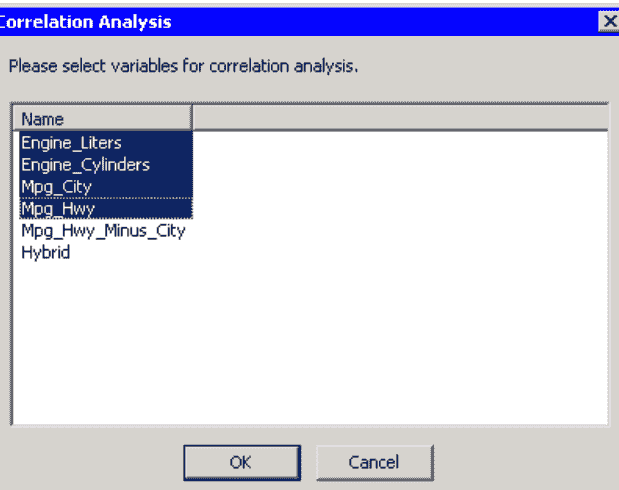 Correlation Analysis
Please select variables for correlation analysis.
Name
Engine_Liters
Engine_Cylinders
Mpg_City
Mpg_Hwy
Mpg_Hwy_Minus_City
Hybrid
OK Cancel